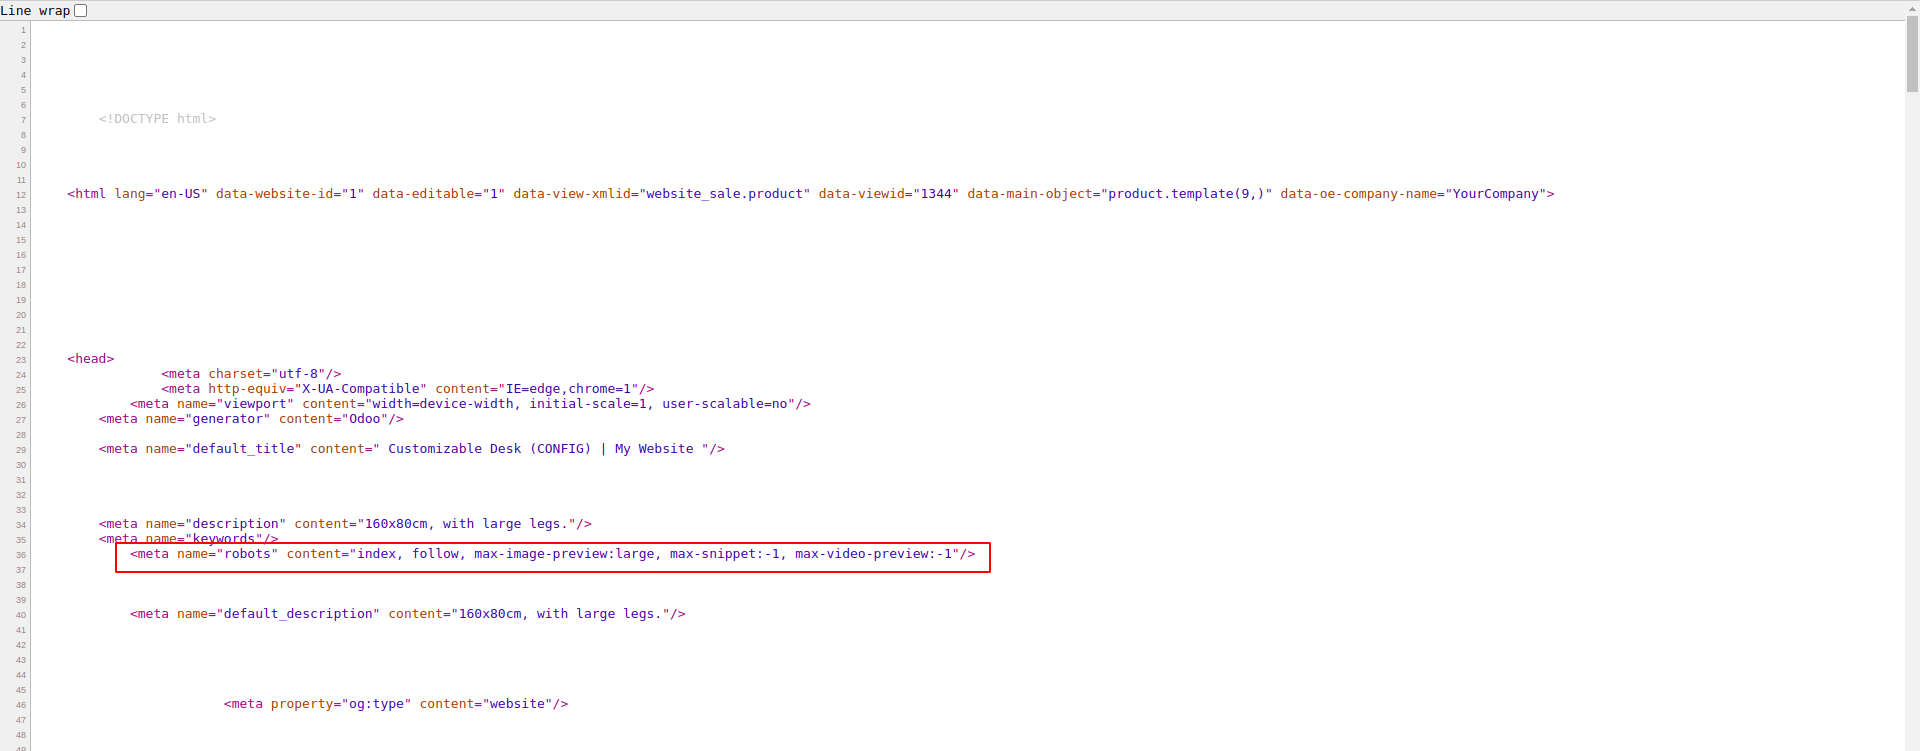 Line wrap
1
2
3
4
5
6
7 <!DOCTYPE html>
8
9
10
11
12 <html lang="en-US" data-website-id="1" data-editable="1" data-view-xmlid="website_sale.product" data-viewid="1344" data-main-object="product.template(9,)" data-oe-company-name="YourCompany">
13
14
15
16
17
18
19
20
21
22
23 <head>
24 <meta charset="utf-8"/>
25 <meta http-equiv="X-UA-Compatible" content="IE=edge,chrome=1"/>
26 <meta name="viewport" content="width=device-width, initial-scale=1, user-scalable=no"/>
27 <meta name="generator" content="Odoo"/>
28
29 <meta name="default_title" content=" Customizable Desk (CONFIG) | My Website "/>
30
31
32
33
34 <meta name="description" content="160x80cm, with large legs."/>
35 <meta name="keywords"/>
36 <meta name="robots" content="index, follow, max-image-preview:large, max-snippet:-1, max-video-preview:-1"/>
37
38
39
40 <meta name="default_description" content="160x80cm, with large legs."/>
41
42
43
44
45
46 <meta property="og:type" content="website"/>
47
48
49